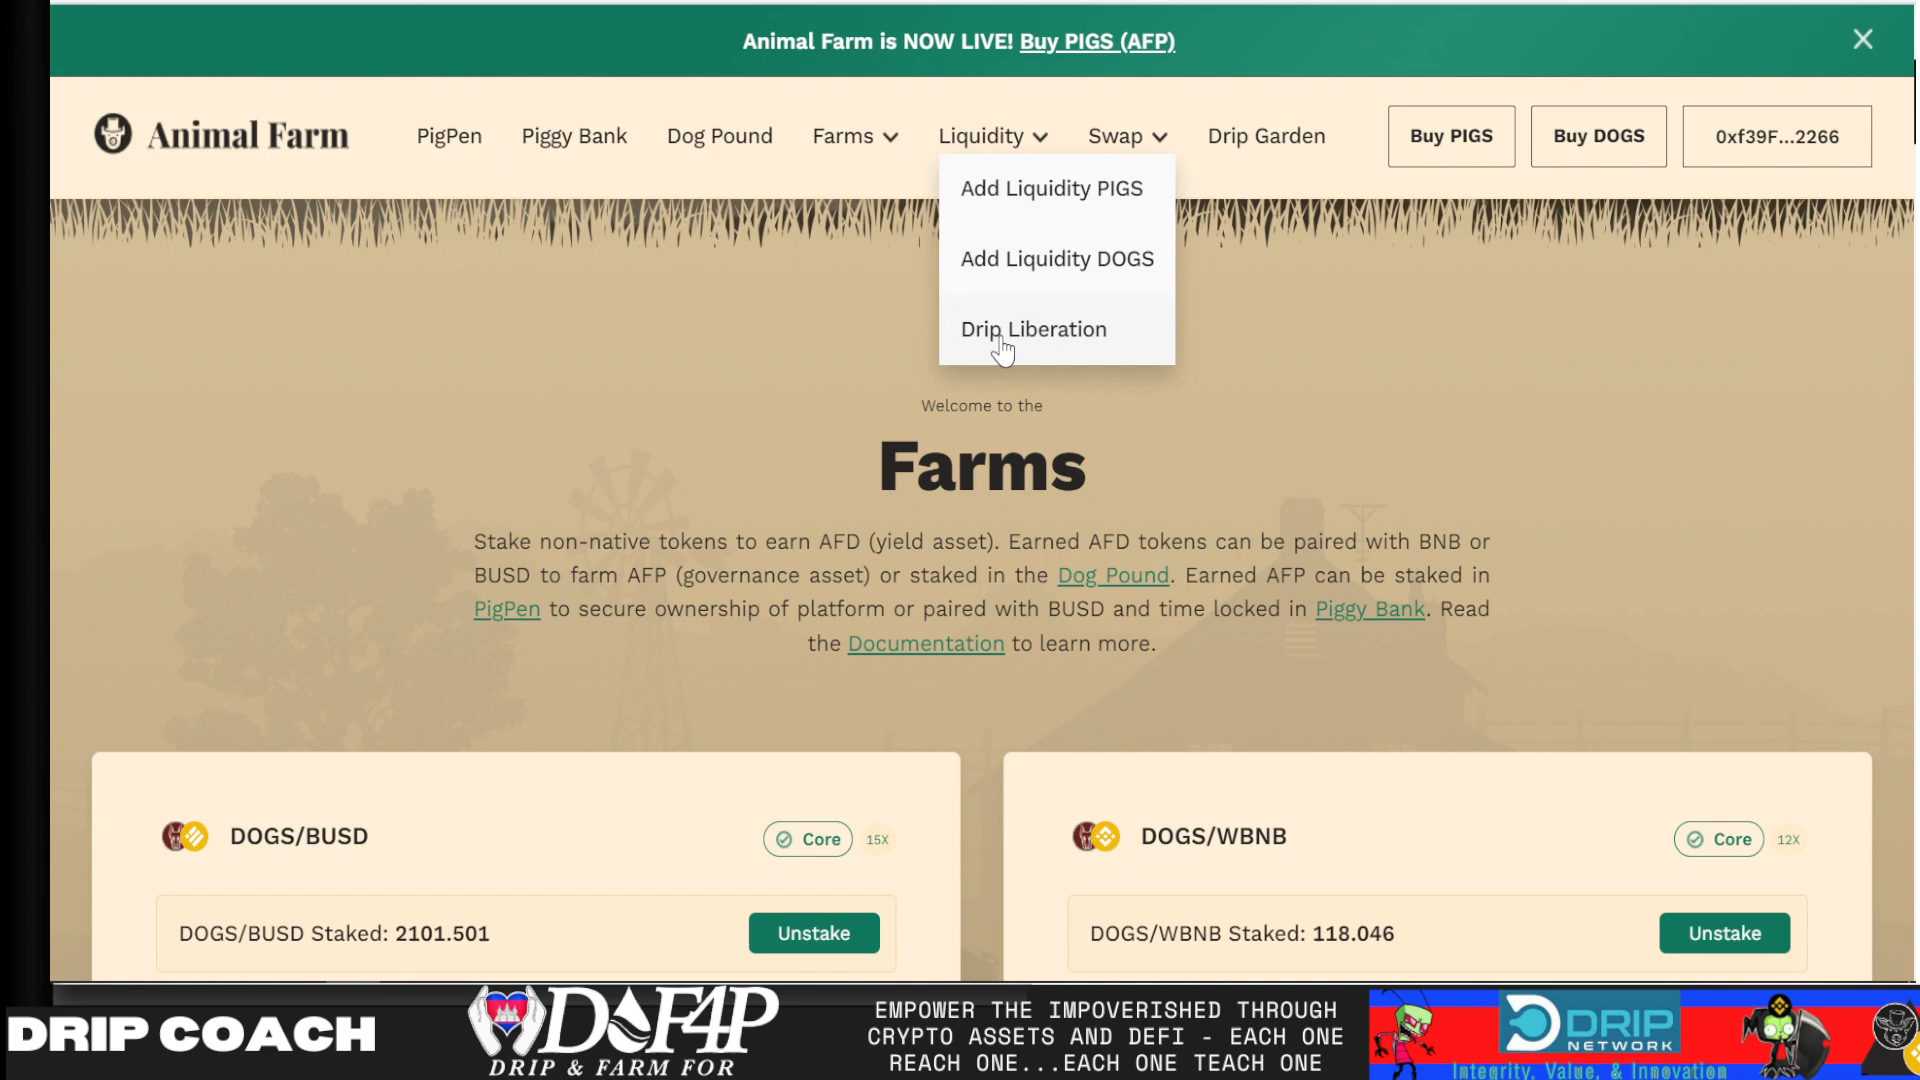 Animal Farm is NOW LIVE! Buy PIGS (AFP)
Animal Farm
PigPen
Piggy Bank
Dog Pound
Farms
Liquidity
Swap
Drip Garden
Buy PIGS
Buy DOGS
0xf39F...2266
Add Liquidity PIGS
Add Liquidity DOGS
Drip Liberation
Welcome to the
Farms
Stake non-native tokens to earn AFD (yield asset). Earned AFD tokens can be paired with BNB or
BUSD to farm AFP (governance asset) or staked in the Dog Pound. Earned AFP can be staked in
PigPen to secure ownership of platform or paired with BUSD and time locked in Piggy Bank. Read
the Documentation to learn more.
DOGS/BUSD
Core
15X
DOGS/BUSD Staked: 2101.501
Unstake
DOGS/WBNB
Core
12X
DOGS/WBNB Staked: 118.046
Unstake
DRIP COACH
D&F4P
DRIP & FARM FOR
EMPOWER THE IMPOVERISHED THROUGH
CRYPTO ASSETS AND DEFI - EACH ONE
REACH ONE...EACH ONE TEACH ONE
DRIP
NETWORK
Integrity, Value, & Innovation